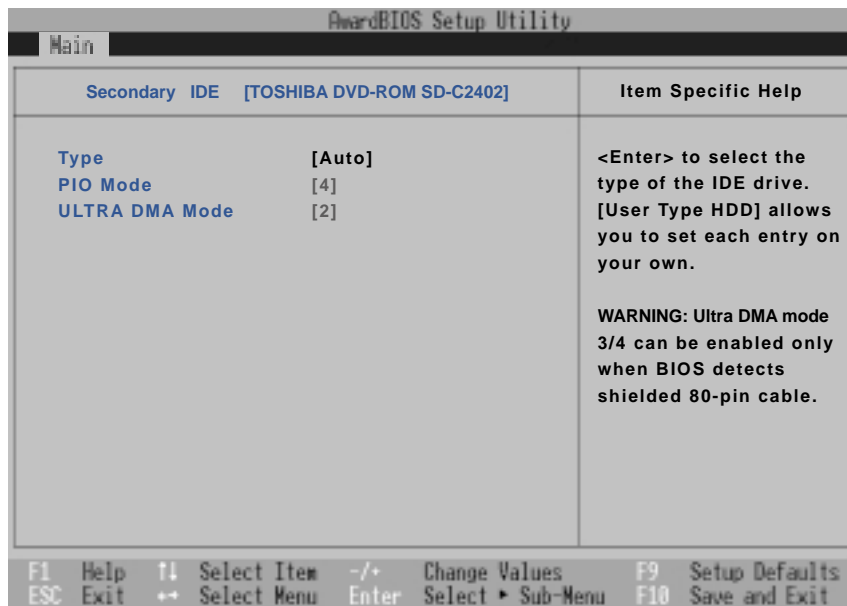 AwardBIOS Setup Utility
Main
Secondary IDE [TOSHIBA DVD-ROM SD-C2402]
Item Specific Help
Type [Auto]
PIO Mode [4]
ULTRA DMA Mode [2]
<Enter> to select the
type of the IDE drive.
[User Type HDD] allows
you to set each entry on
your own.
WARNING: Ultra DMA mode
3/4 can be enabled only
when BIOS detects
shielded 80-pin cable.
F1 Help ↑↓ Select Item -/+ Change Values F9 Setup Defaults
ESC Exit ←→ Select Menu Enter Select ▸ Sub-Menu F10 Save and Exit